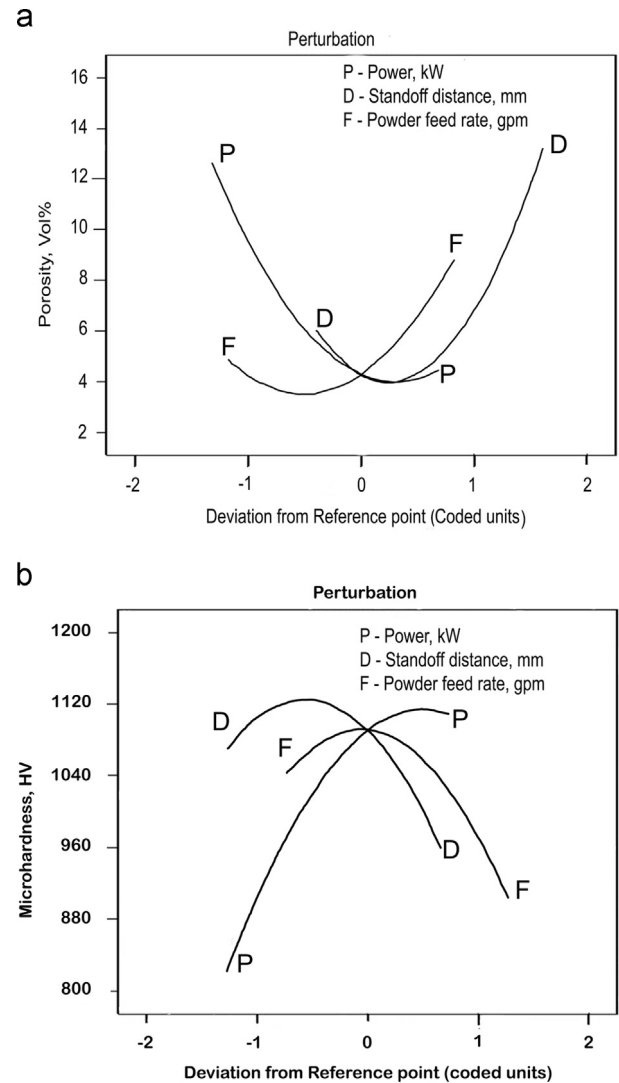 a
Perturbation
P - Power, kW
D - Standoff distance, mm
F - Powder feed rate, gpm
16
14
12
10
8
6
4
2
Porosity, Vol%
P
D
F
D
F
P
-2
-1
0
1
2
Deviation from Reference point (Coded units)
b
Perturbation
P - Power, kW
D - Standoff distance, mm
F - Powder feed rate, gpm
1200
1120
1040
960
880
800
Microhardness, HV
D
P
F
D
F
P
-2
-1
0
1
2
Deviation from Reference point (coded units)